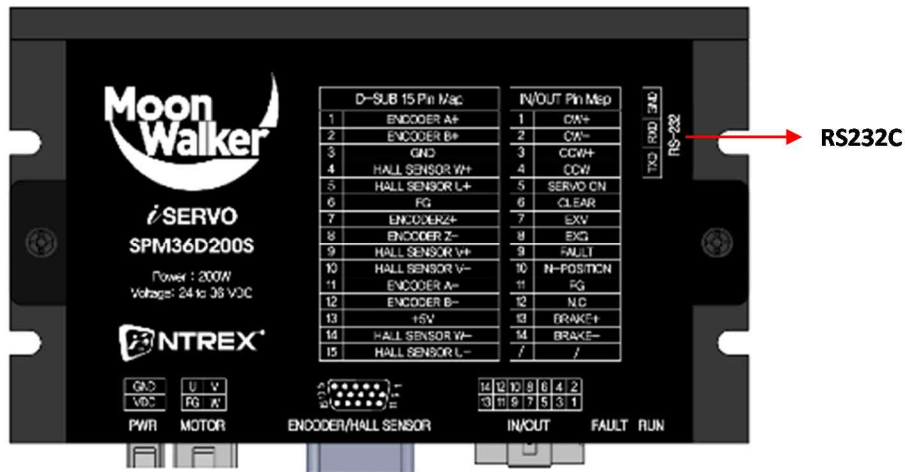 Moon
Walker
iSERVO
SPM36D200S
Power : 200W
Voltage: 24 to 36 VDC
NTREX
D-SUB 15 Pin Map
1 ENCODER A+
2 ENCODER B+
3 GND
4 HALL SENSOR W+
5 HALL SENSOR U+
6 FG
7 ENCODERZ+
8 ENCODER Z-
9 HALL SENSOR V+
10 HALL SENSOR V-
11 ENCODER A-
12 ENCODER B-
13 +5V
14 HALL SENSOR W-
15 HALL SENSOR U-
IN/OUT Pin Map
1 CW+
2 CW-
3 CCW+
4 CCW
5 SERVO ON
6 CLEAR
7 EXV
8 EXG
9 FAULT
10 N-POSITION
11 FG
12 N.C
13 BRAKE+
14 BRAKE-
/ /
TXD RXD GND
RS-232
RS232C
GND
VDC
PWR
U V
FG W
MOTOR
ENCODER/HALL SENSOR
14 12 10 8 6 4 2
13 11 9 7 5 3 1
IN/OUT
FAULT RUN